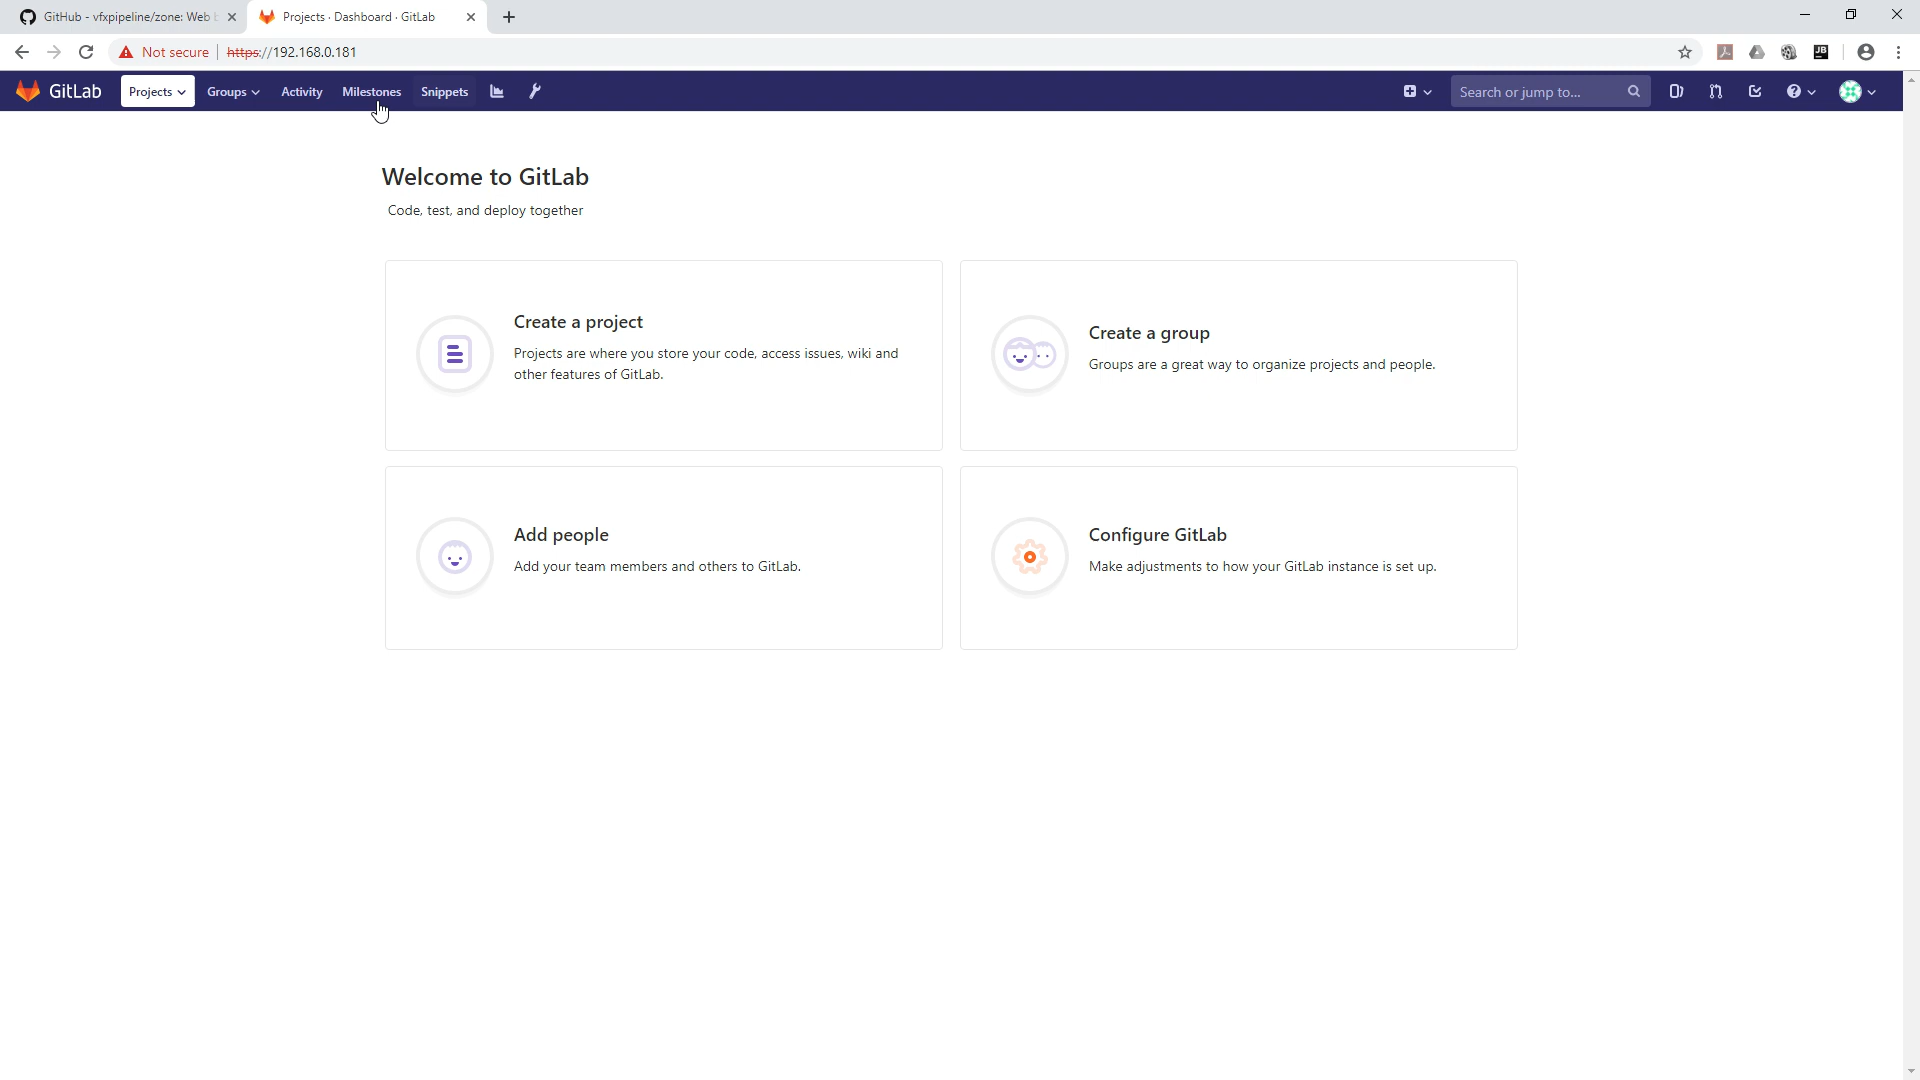 GitHub - vfxpipeline/zone: Web
Projects · Dashboard · GitLab
Not secure
https://192.168.0.181
JB
GitLab
Projects
Groups
Activity
Milestones
Snippets
Search or jump to...
Welcome to GitLab
Code, test, and deploy together
Create a project
Projects are where you store your code, access issues, wiki and
other features of GitLab.
Create a group
Groups are a great way to organize projects and people.
Add people
Add your team members and others to GitLab.
Configure GitLab
Make adjustments to how your GitLab instance is set up.